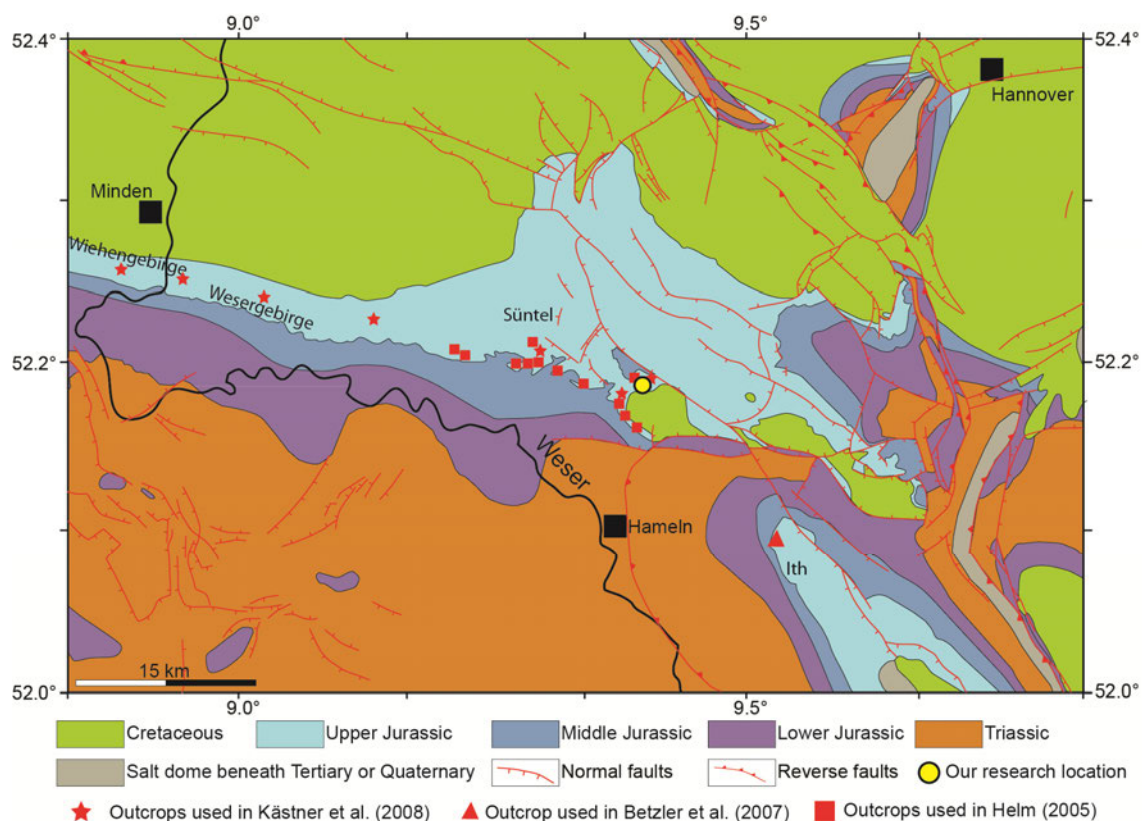 9.0° 9.5°
52.4° 52.4°
Hannover
Minden
Wiehengebirge
Wesergebirge
Süntel
52.2° 52.2°
Weser
Hameln
Ith
15 km
52.0° 52.0°
9.0° 9.5°
Cretaceous Upper Jurassic Middle Jurassic Lower Jurassic Triassic
Salt dome beneath Tertiary or Quaternary Normal faults Reverse faults Our research location
Outcrops used in Kästner et al. (2008) Outcrop used in Betzler et al. (2007) Outcrops used in Helm (2005)